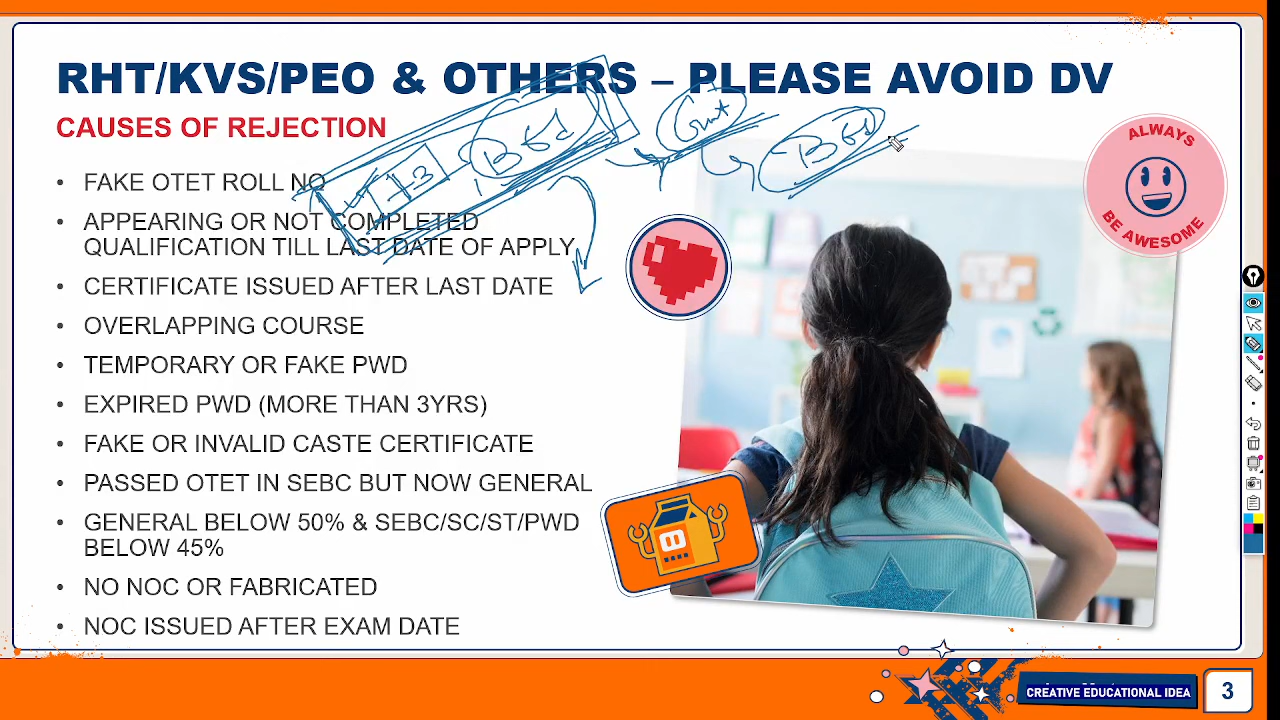 RHT/KVS/PEO & OTHERS – PLEASE AVOID DV
CAUSES OF REJECTION
• FAKE OTET ROLL NO
• APPEARING OR NOT COMPLETED
QUALIFICATION TILL LAST DATE OF APPLY
• CERTIFICATE ISSUED AFTER LAST DATE
• OVERLAPPING COURSE
• TEMPORARY OR FAKE PWD
• EXPIRED PWD (MORE THAN 3YRS)
• FAKE OR INVALID CASTE CERTIFICATE
• PASSED OTET IN SEBC BUT NOW GENERAL
• GENERAL BELOW 50% & SEBC/SC/ST/PWD
BELOW 45%
• NO NOC OR FABRICATED
• NOC ISSUED AFTER EXAM DATE
B Ed
B Ed
ALWAYS
BE AWESOME
CREATIVE EDUCATIONAL IDEA
3